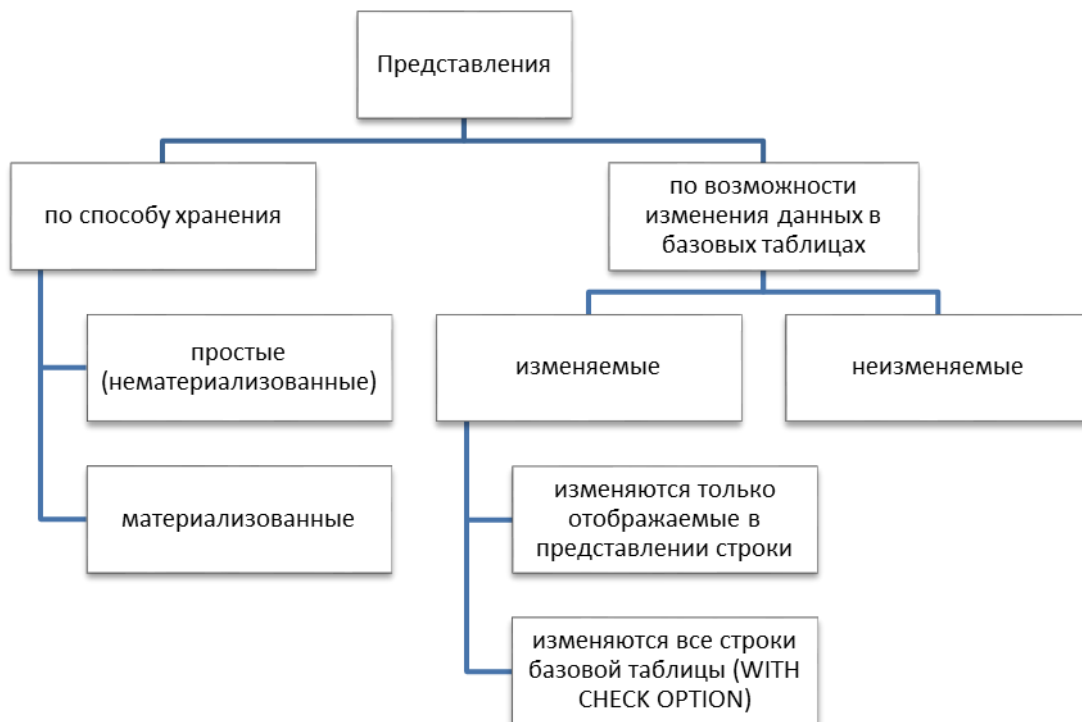 Представления
по способу хранения
по возможности
изменения данных в
базовых таблицах
простые
(нематериализованные)
материализованные
изменяемые
неизменяемые
изменяются только
отображаемые в
представлении строки
изменяются все строки
базовой таблицы (WITH
CHECK OPTION)